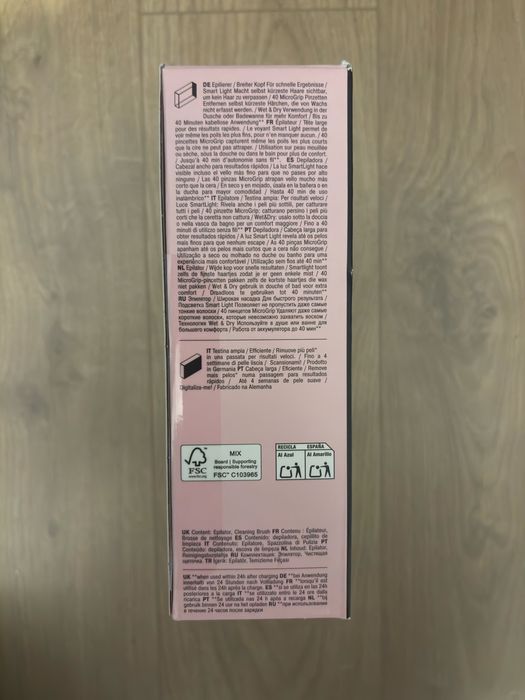 DE Epilierer / Breiter Kopf Für schnelle Ergebnisse /
Smart Light Macht selbst kürzeste Haare sichtbar,
um kein Haar zu verpassen / 40 MicroGrip Pinzetten
Entfernen selbst kürzeste Härchen, die von Wachs
nicht erfasst werden / Wet & Dry Verwendung in der
Dusche oder Badewanne für mehr Komfort / Bis zu
40 Minuten kabellose Anwendung** FR Épilateur / Tête large
pour des résultats rapides. / Le voyant Smart Light permet de
voir même les poils les plus fins, pour n'en manquer aucun. / 40
pincettes MicroGrip capturent même les poils les plus courts
que la cire ne peut pas attraper. / Utilisation sur peau mouillée
ou sèche, sous la douche ou dans le bain pour plus de confort.
/ Jusqu'à 40 min d'autonomie sans fil**. ES Depiladora /
Cabezal ancho para resultados rápidos / La luz SmartLight hace
visible incluso el vello más fino para que no pases por alto
ninguno / Las 40 pinzas MicroGrip atrapan vello mucho más
corto que la cera / En seco y en mojado, úsala en la bañera o en
la ducha para mayor comodidad / Hasta 40 min de uso
inalámbrico** IT Epilatore / Testina ampia: Per risultati veloci /
Luce SmartLight: Rivela anche i peli più sottili, per catturare
tutti i peli / 40 pinzette MicroGrip: catturano persino i peli più
corti che la ceretta non cattura / Wet&Dry: usalo sotto la doccia
o nella vasca da bagno per un comfort maggiore / Fino a 40
minuti di utilizzo senza fili** PT Depiladora / Cabeça larga para
obter resultados rápidos / A luz Smart Light revela até os pelos
mais finos para que nenhum escape / As 40 pinças MicroGrip
apanham até os pelos mais curtos que a cera não consegue /
Utilização a seco ou molhado no duche ou banho para uma
experiência mais confortável / Utilização sem fios até 40 min**
NL Epilator / Wijde kop voor snelle resultaten / Smartlight toont
zelfs de fijnste haartjes zodat je er geen enkele mist / 40
MicroGrip-pincetten pakken zelfs de kortste haartjes die wax
niet pakken / Wet & Dry gebruik in douche of bad voor extra
comfort / Draadloos te gebruiken tot 40 minuten**
RU Эпилятор / Широкая насадка Для быстрого результата /
Подсветка Smart Light Позволяет не пропустить даже самые
тонкие волоски / 40 пинцетов MicroGrip Удаляют даже самые
короткие волоски, которые невозможно захватить воском /
Технология Wet & Dry Используйте в душе или ванне для
большего комфорта / Работа от аккумулятора до 40 мин**
IT Testina ampia / Efficiente / Rimuove più peli*
in una passata per risultati veloci. / Fino a 4
settimane di pelle liscia / Scansionami! / Prodotto
in Germania PT Cabeça larga / Eficiente / Remove
mais pelos* numa passagem para resultados
rápidos / Até 4 semanas de pele suave /
Digitaliza-me! / Fabricado na Alemanha
FSC
www.fsc.org
MIX
Board | Supporting
responsible forestry
FSC™ C103965
RECICLA ESPAÑA
Al Azul Al Amarillo
UK Content: Epilator, Cleaning Brush FR Contenu : Épilateur,
Brosse de nettoyage ES Contenido: depiladora, cepillo de
limpieza IT Contenuto: Epilatore, Spazzolina di Pulizia PT
Conteúdo: depiladora, escova de limpeza NL Inhoud: Epilator,
Reinigingsborsteltje RU Комплектация: Эпилятор, Чистящая
щеточка TR İçerik: Epilatör, Temizleme Fırçası
UK **when used within 24h after charging DE **bei Anwendung
innerhalb von 24 Stunden nach Vollladung FR **lorsqu'il est
utilisé dans les 24h après la charge. ES **si se utiliza en las 24h
posteriores a la carga IT **se utilizzato entro le 24 ore dalla
ricarica PT **Se utilizada nas 24 h após a recarga NL **bij
gebruik binnen 24 uur na het opladen RU **при использовании
в течение 24 часов после зарядки